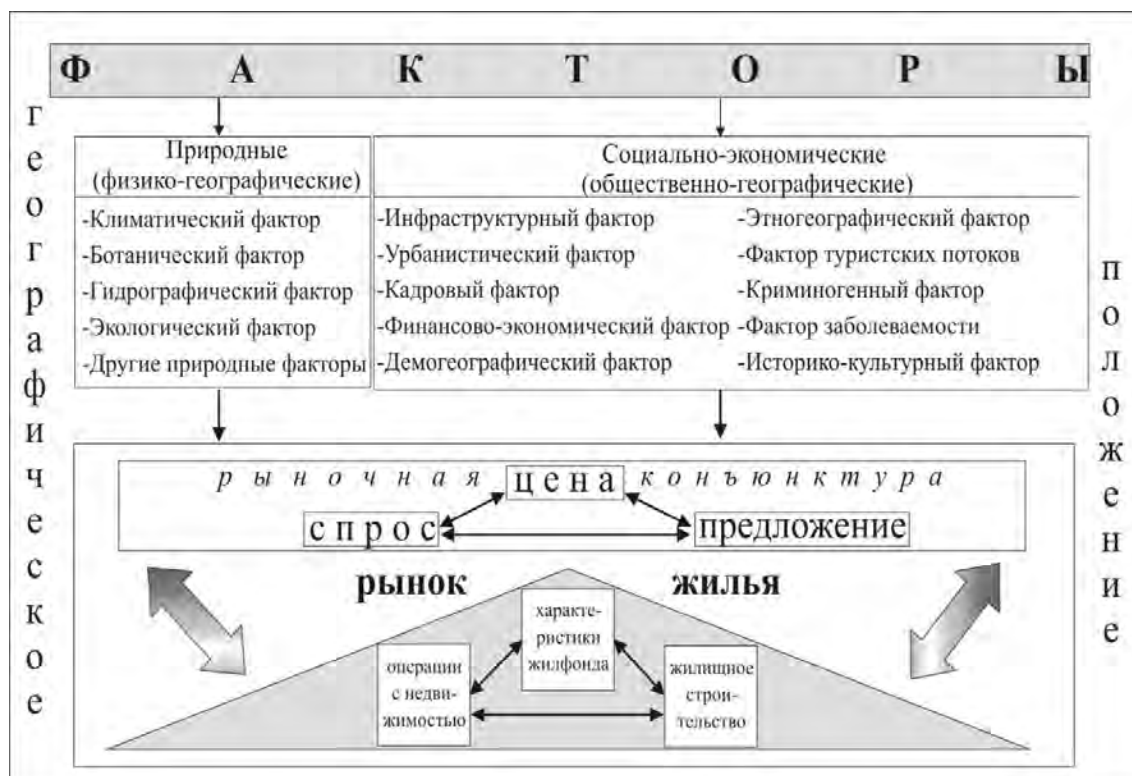 Ф А К Т О Р Ы
географическое
положение
Природные
(физико-географические)
-Климатический фактор
-Ботанический фактор
-Гидрографический фактор
-Экологический фактор
-Другие природные факторы
Социально-экономические
(общественно-географические)
-Инфраструктурный фактор
-Урбанистический фактор
-Кадровый фактор
-Финансово-экономический фактор
-Демогеографический фактор
-Этногеографический фактор
-Фактор туристских потоков
-Криминогенный фактор
-Фактор заболеваемости
-Историко-культурный фактор
рыночная цена конъюнктура
спрос предложение
рынок жилья
характе-
ристики
жилфонда
операции
с недви-
жимостью
жилищное
строи-
тельство